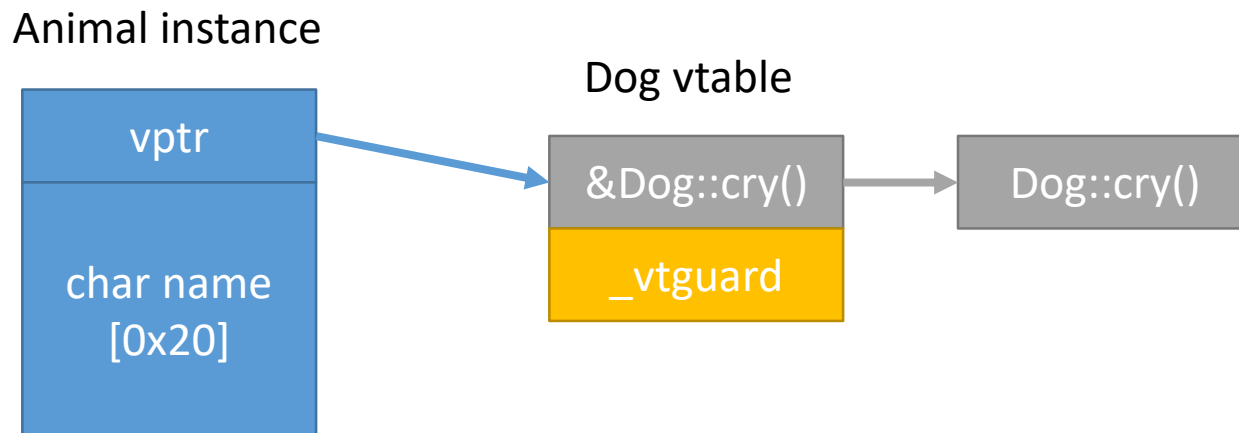 Animal instance
Dog vtable
vptr
&Dog::cry()
Dog::cry()
_vtguard
char name
[0x20]